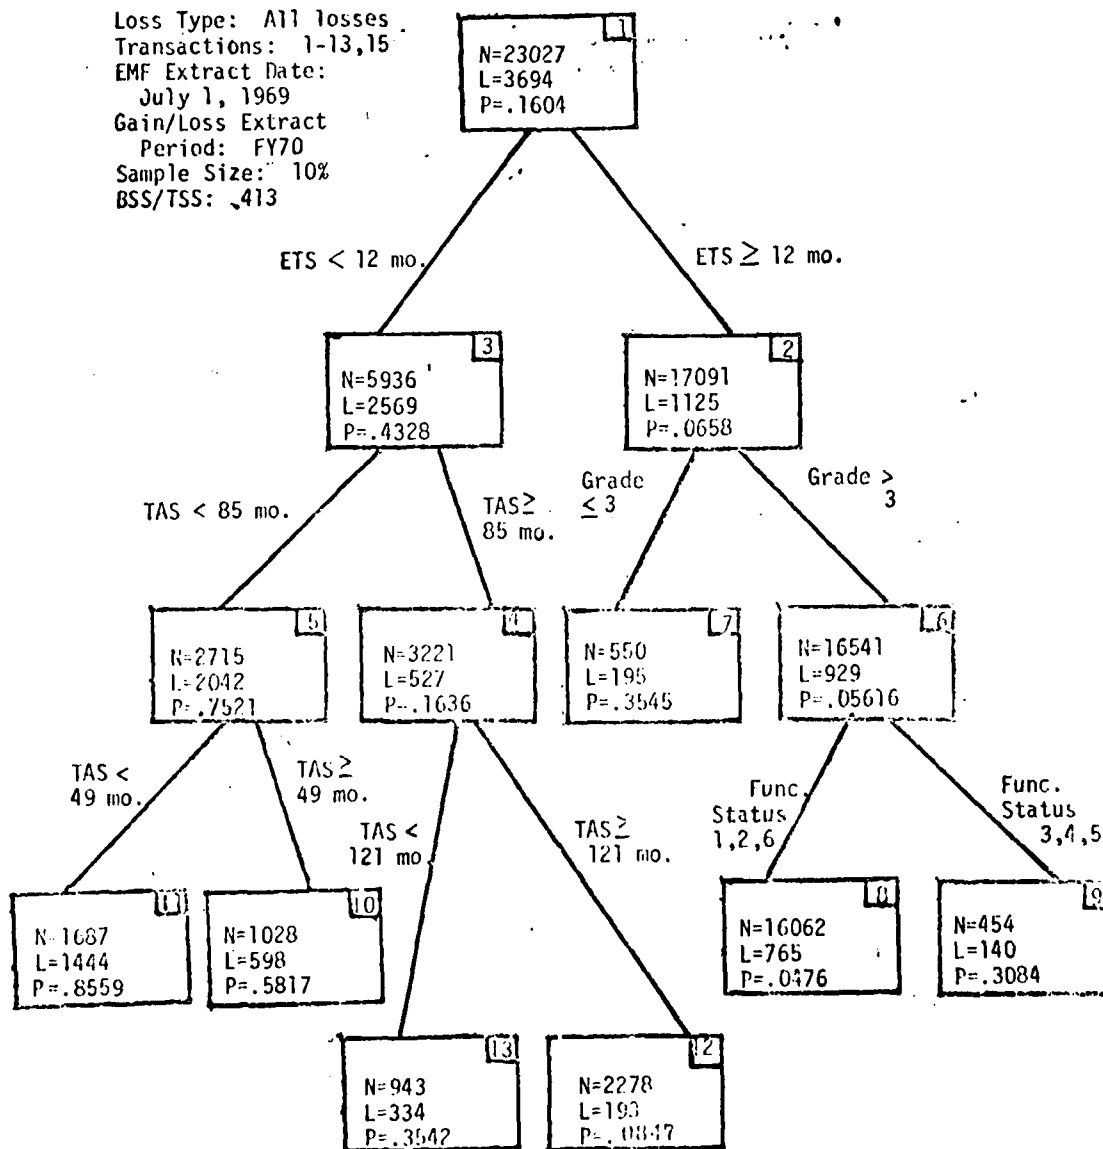 Loss Type: All losses
Transactions: 1-13,15
EMF Extract Date:
July 1, 1969
Gain/Loss Extract
Period: FY70
Sample Size: 10%
BSS/TSS: .413
1
N=23027
L=3694
P=.1604
ETS < 12 mo.
ETS ≥ 12 mo.
3
N=5936
L=2569
P=.4328
2
N=17091
L=1125
P=.0658
TAS < 85 mo.
TAS ≥
85 mo.
Grade
≤ 3
Grade >
3
5
N=2715
L=2042
P=.7521
4
N=3221
L=527
P=.1636
7
N=550
L=195
P=.3545
6
N=16541
L=929
P=.05616
TAS <
49 mo.
TAS ≥
49 mo.
TAS <
121 mo
TAS ≥
121 mo.
Func.
Status
1,2,6
Func.
Status
3,4,5
11
N=1687
L=1444
P=.8559
10
N=1028
L=598
P=.5817
8
N=16062
L=765
P=.0476
9
N=454
L=140
P=.3084
13
N=943
L=334
P=.3542
12
N=2278
L=193
P=.0847